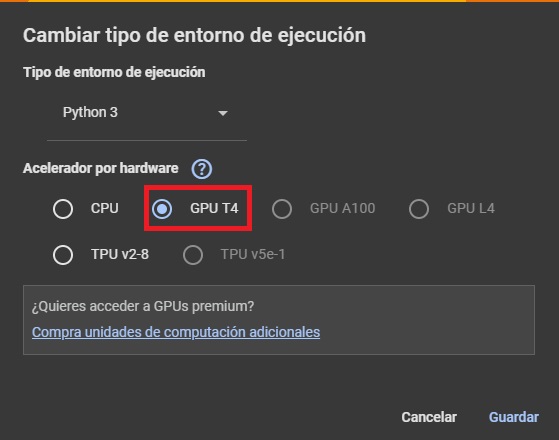 Cambiar tipo de entorno de ejecución
Tipo de entorno de ejecución
Python 3
Acelerador por hardware ?
CPU GPU T4 GPU A100 GPU L4
TPU v2-8 TPU v5e-1
¿Quieres acceder a GPUs premium?
Compra unidades de computación adicionales
Cancelar Guardar